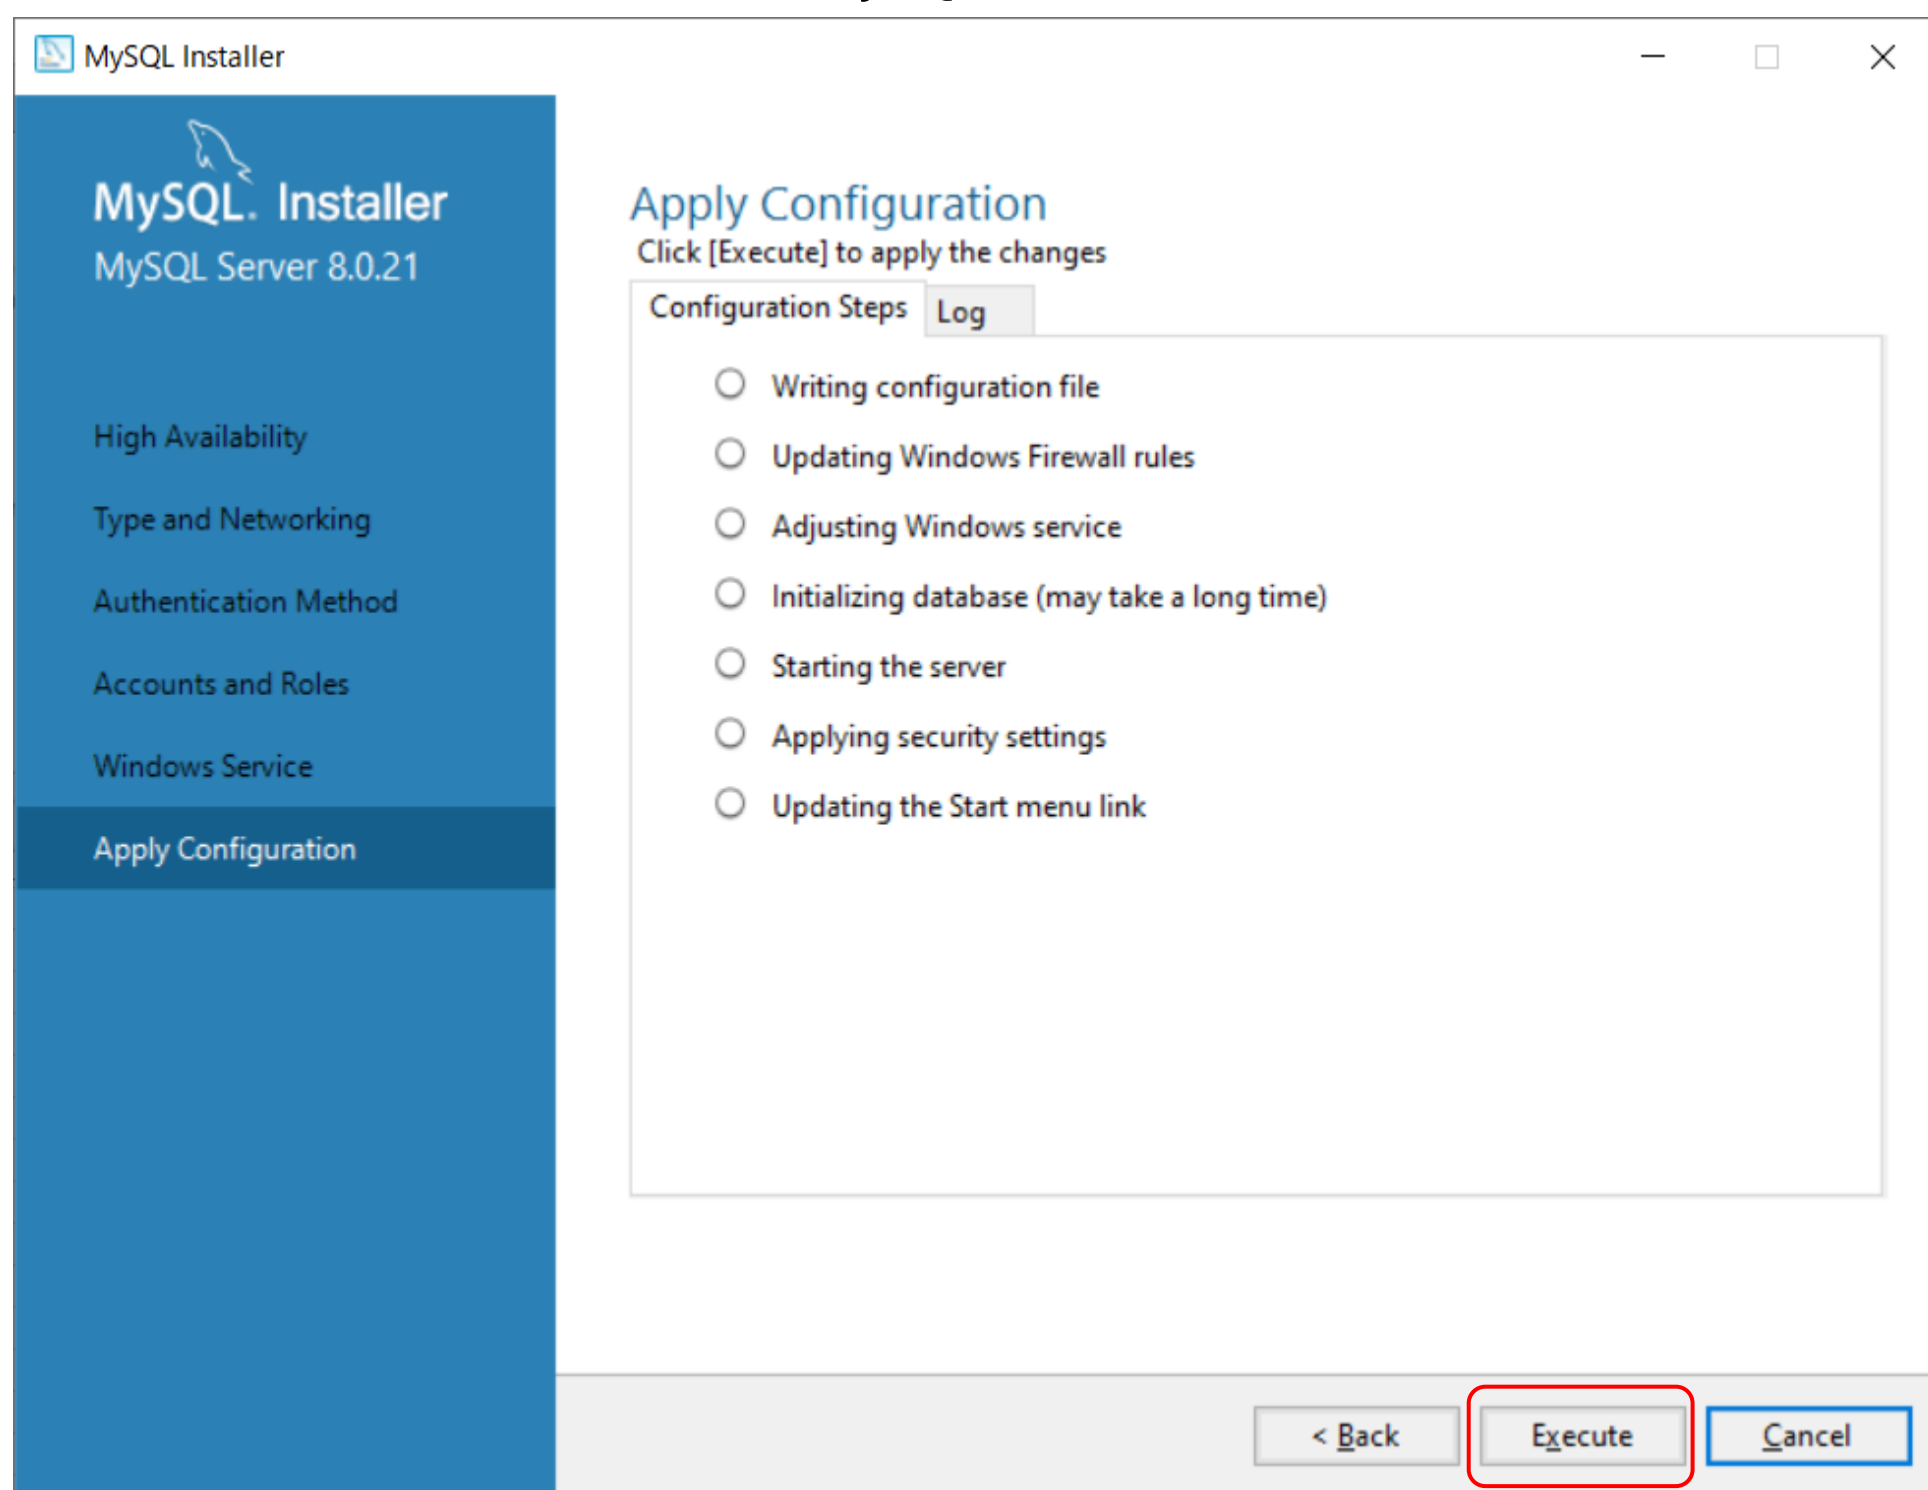 MySQL Installer
MySQL. Installer
MySQL Server 8.0.21
High Availability
Type and Networking
Authentication Method
Accounts and Roles
Windows Service
Apply Configuration
Apply Configuration
Click [Execute] to apply the changes
Configuration Steps Log
Writing configuration file
Updating Windows Firewall rules
Adjusting Windows service
Initializing database (may take a long time)
Starting the server
Applying security settings
Updating the Start menu link
< Back Execute Cancel